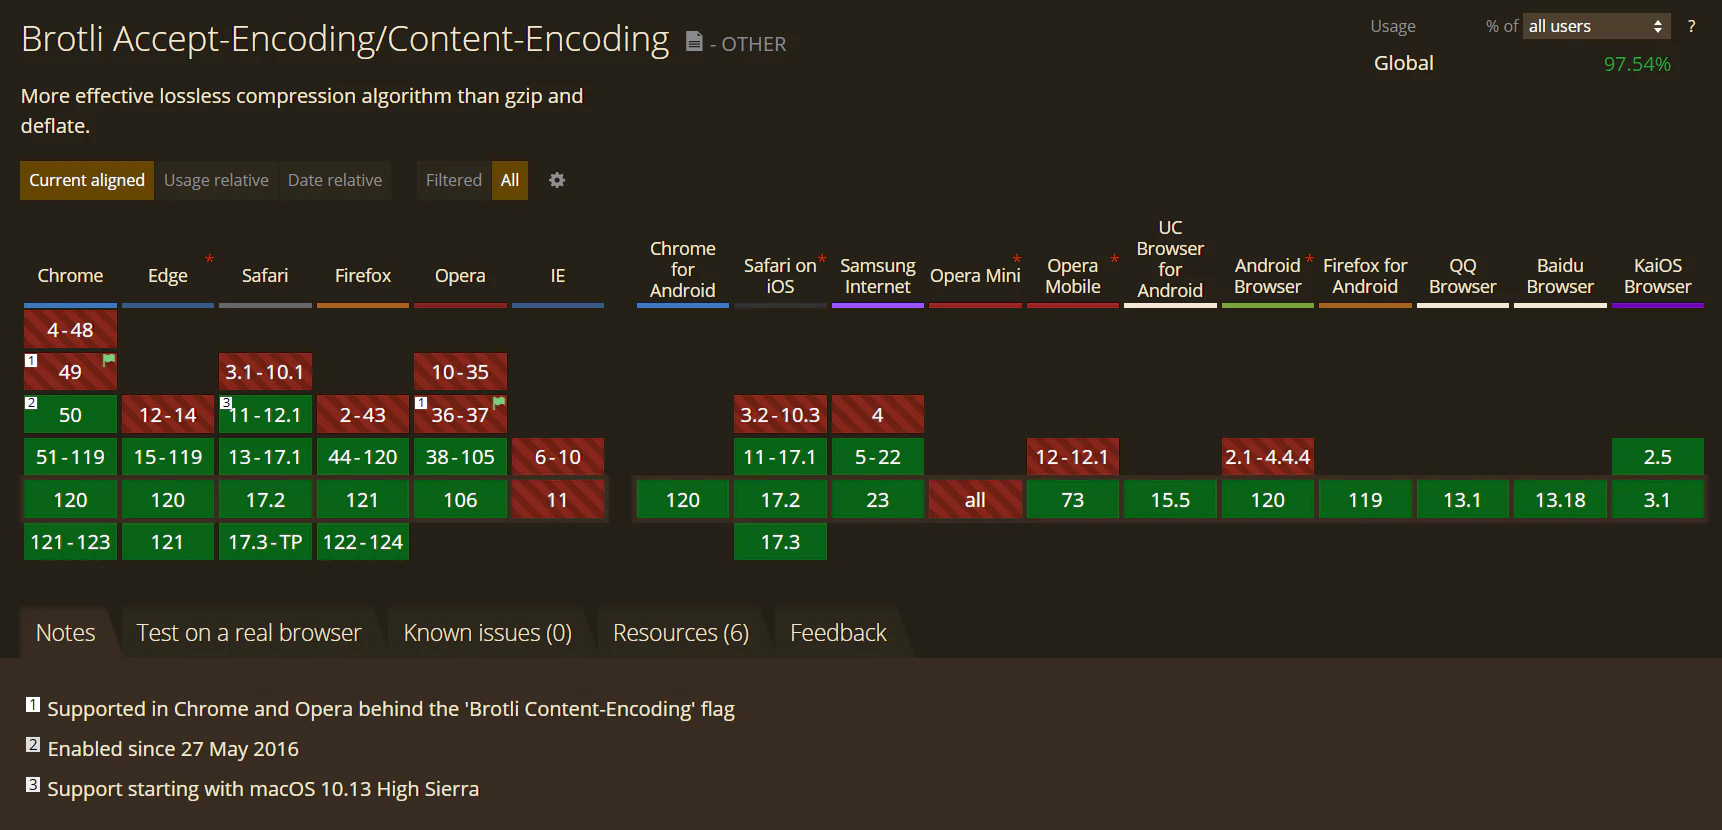 Brotli Accept-Encoding/Content-Encoding - OTHER
Usage % of all users ?
Global 97.54%
More effective lossless compression algorithm than gzip and
deflate.
Current aligned Usage relative Date relative Filtered All
Chrome Edge * Safari Firefox Opera IE Chrome for Android Safari on iOS * Samsung Internet Opera Mini * Opera Mobile * UC Browser for Android Android Browser * Firefox for Android QQ Browser Baidu Browser KaiOS Browser
4-48
1 49 3.1-10.1 10-35
2 50 12-14 3 11-12.1 2-43 1 36-37 3.2-10.3 4
51-119 15-119 13-17.1 44-120 38-105 6-10 11-17.1 5-22 12-12.1 2.1-4.4.4 2.5
120 120 17.2 121 106 11 120 17.2 23 all 73 15.5 120 119 13.1 13.18 3.1
121-123 121 17.3-TP 122-124 17.3
Notes Test on a real browser Known issues (0) Resources (6) Feedback
1 Supported in Chrome and Opera behind the 'Brotli Content-Encoding' flag
2 Enabled since 27 May 2016
3 Support starting with macOS 10.13 High Sierra